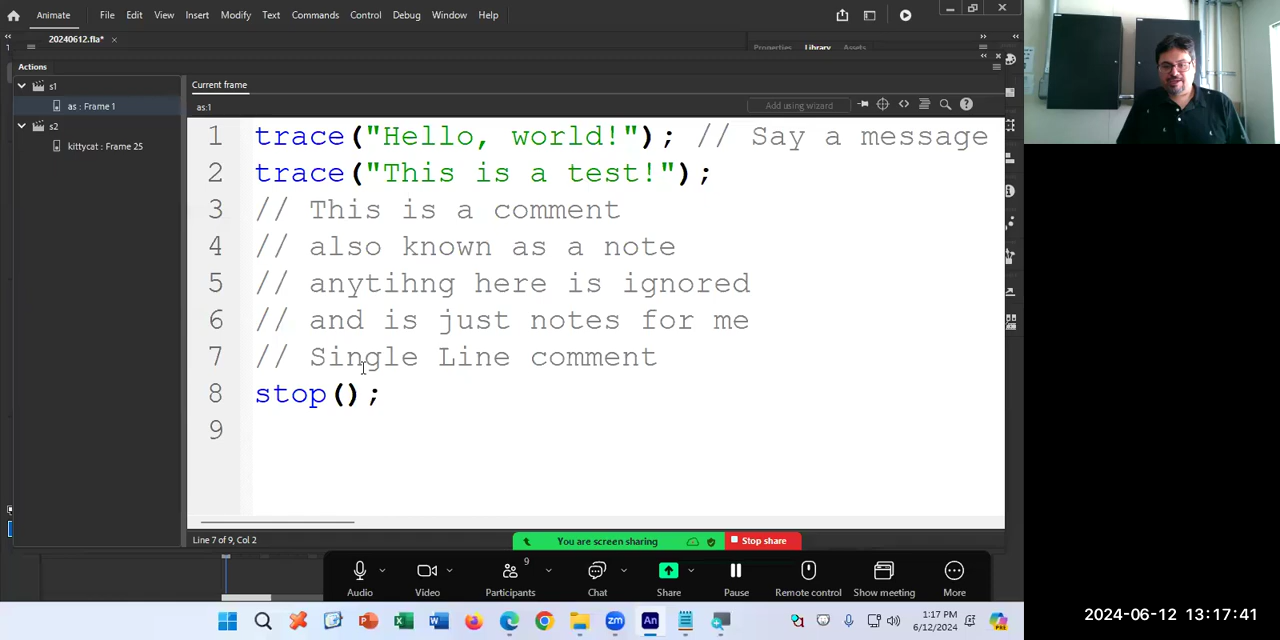 Animate File Edit View Insert Modify Text Commands Control Debug Window Help
20240612.fla* ×
Properties Library Assets
Actions
s1
as : Frame 1
s2
kittycat : Frame 25
Current frame
as:1
Add using wizard
1 trace("Hello, world!"); // Say a message
2 trace("This is a test!");
3 // This is a comment
4 // also known as a note
5 // anytihng here is ignored
6 // and is just notes for me
7 // Single Line comment
8 stop();
9
Line 7 of 9, Col 2
You are screen sharing Stop share
9
Audio Video Participants Chat Share Pause Remote control Show meeting More
1:17 PM
6/12/2024
2024-06-12 13:17:41